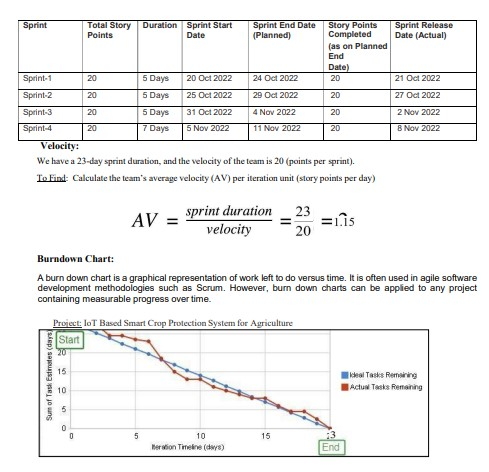 Sprint Total Story Points Duration Sprint Start Date Sprint End Date (Planned) Story Points Completed (as on Planned End Date) Sprint Release Date (Actual)
Sprint-1 20 5 Days 20 Oct 2022 24 Oct 2022 20 21 Oct 2022
Sprint-2 20 5 Days 25 Oct 2022 29 Oct 2022 20 27 Oct 2022
Sprint-3 20 5 Days 31 Oct 2022 4 Nov 2022 20 2 Nov 2022
Sprint-4 20 7 Days 5 Nov 2022 11 Nov 2022 20 8 Nov 2022
Velocity:
We have a 23-day sprint duration, and the velocity of the team is 20 (points per sprint).
To Find: Calculate the team's average velocity (AV) per iteration unit (story points per day)
AV = sprint duration / velocity = 23 / 20 = 1.15
Burndown Chart:
A burn down chart is a graphical representation of work left to do versus time. It is often used in agile software
development methodologies such as Scrum. However, burn down charts can be applied to any project
containing measurable progress over time.
Project: IoT Based Smart Crop Protection System for Agriculture
Start
Sum of Task Estimates (days)
20
15
10
5
0
Ideal Tasks Remaining
Actual Tasks Remaining
0 5 10 15
Iteration Timeline (days)
End